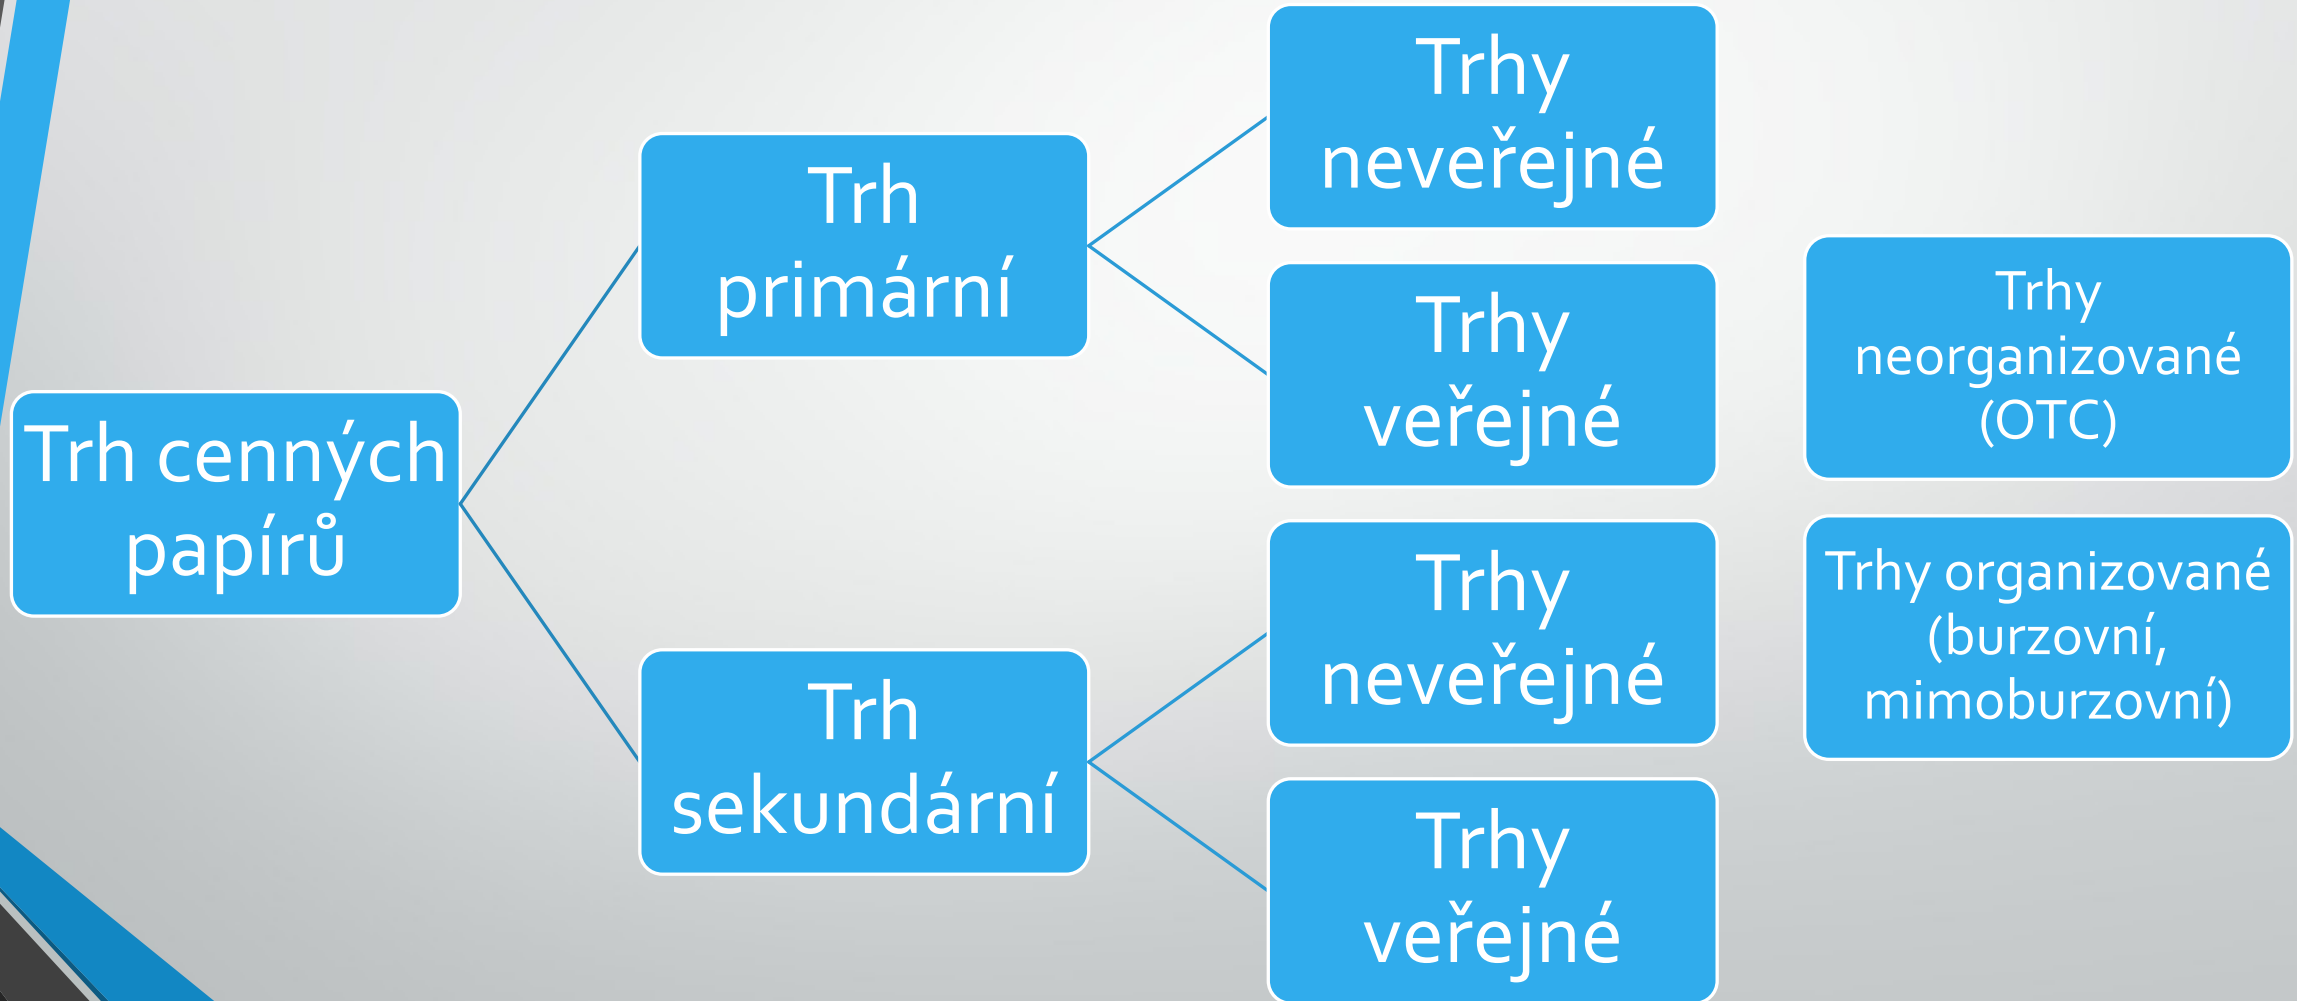 Trh cenných
papírů
Trh
primární
Trh
sekundární
Trhy
neveřejné
Trhy
veřejné
Trhy
neveřejné
Trhy
veřejné
Trhy
neorganizované
(OTC)
Trhy organizované
(burzovní,
mimoburzovní)